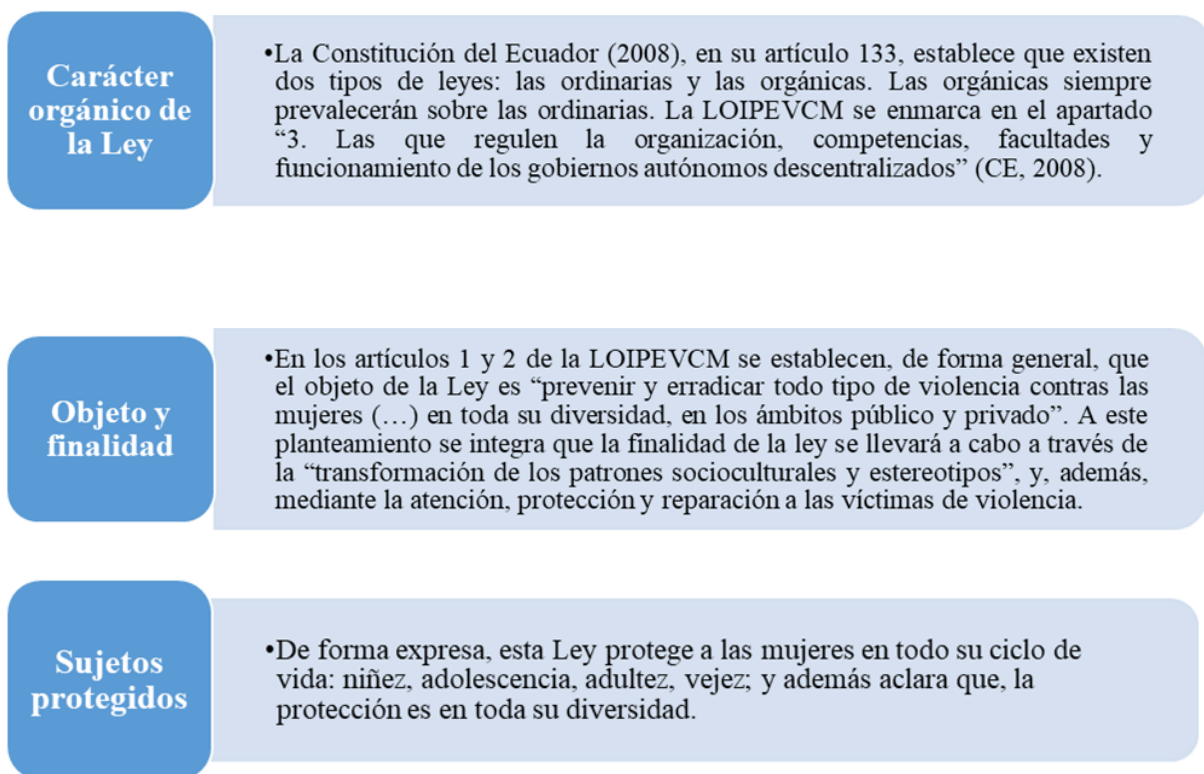 Carácter
orgánico de
la Ley
•La Constitución del Ecuador (2008), en su artículo 133, establece que existen
dos tipos de leyes: las ordinarias y las orgánicas. Las orgánicas siempre
prevalecerán sobre las ordinarias. La LOIPEVCM se enmarca en el apartado
“3. Las que regulen la organización, competencias, facultades y
funcionamiento de los gobiernos autónomos descentralizados” (CE, 2008).
Objeto y
finalidad
•En los artículos 1 y 2 de la LOIPEVCM se establecen, de forma general, que
el objeto de la Ley es “prevenir y erradicar todo tipo de violencia contras las
mujeres (…) en toda su diversidad, en los ámbitos público y privado”. A este
planteamiento se integra que la finalidad de la ley se llevará a cabo a través de
la “transformación de los patrones socioculturales y estereotipos”, y, además,
mediante la atención, protección y reparación a las víctimas de violencia.
Sujetos
protegidos
•De forma expresa, esta Ley protege a las mujeres en todo su ciclo de
vida: niñez, adolescencia, adultez, vejez; y además aclara que, la
protección es en toda su diversidad.